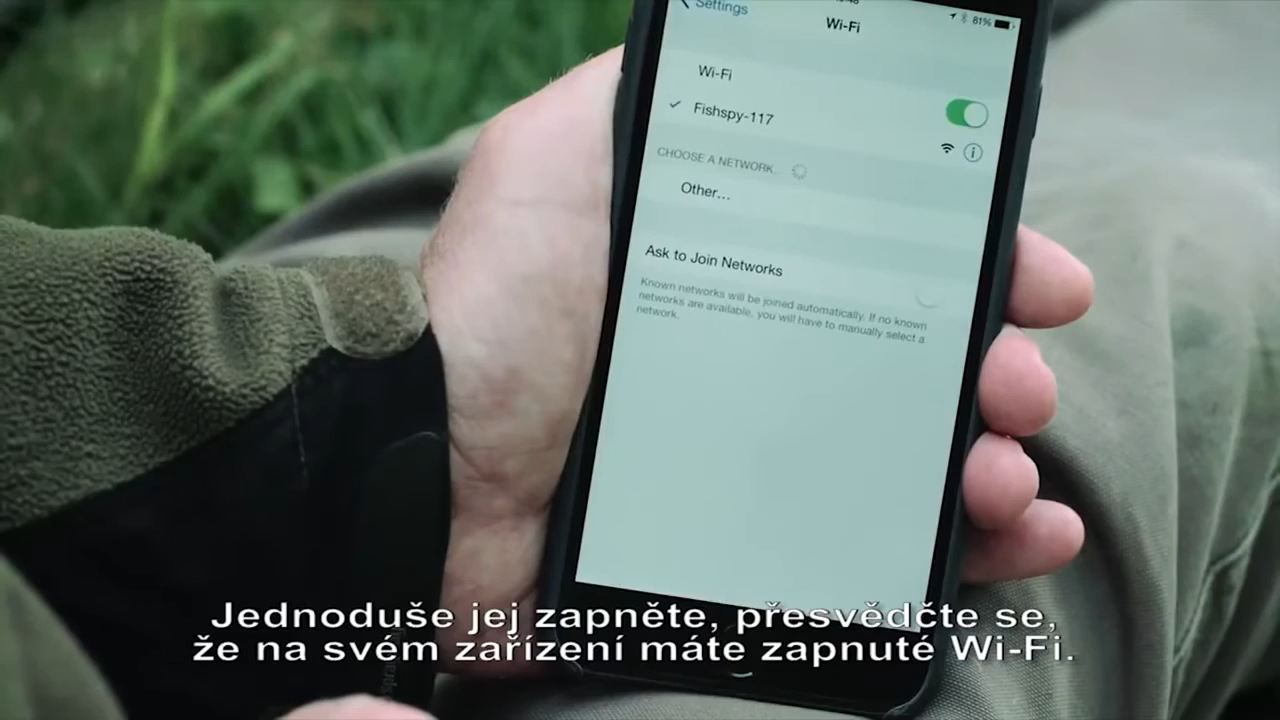 Settings
81%
Wi-Fi
Wi-Fi
Fishspy-117
CHOOSE A NETWORK...
Other...
Ask to Join Networks
Known networks will be joined automatically. If no known
networks are available, you will have to manually select a
network.
Jednoduše jej zapněte, přesvědčte se,
že na svém zařízení máte zapnuté Wi-Fi.